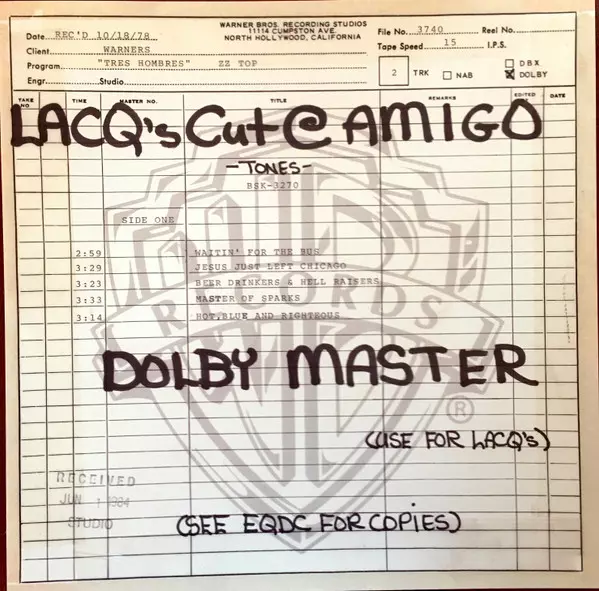 WARNER BROS. RECORDING STUDIOS
11114 CUMPSTON AVE.
NORTH HOLLYWOOD, CALIFORNIA
Date REC'D 10/18/78
Client WARNERS
Program "TRES HOMBRES" ZZ TOP
Engr. Studio
File No. 3740 Reel No.
Tape Speed 15 I.P.S.
2 TRK NAB DBX
DOLBY
TAKE NO. TIME MASTER NO. TITLE REMARKS EDITED DATE
LACQ's Cut @ AMIGO
-TONES-
BSK-3270
SIDE ONE
2:59 WAITIN' FOR THE BUS
3:29 JESUS JUST LEFT CHICAGO
3:23 BEER DRINKERS & HELL RAISERS
3:33 MASTER OF SPARKS
3:14 HOT, BLUE AND RIGHTEOUS
RECORDS
DOLBY MASTER
®
(USE FOR LACQ's)
RECEIVED
JUN 1 1984
STUDIO
(SEE EQDC FOR COPIES)